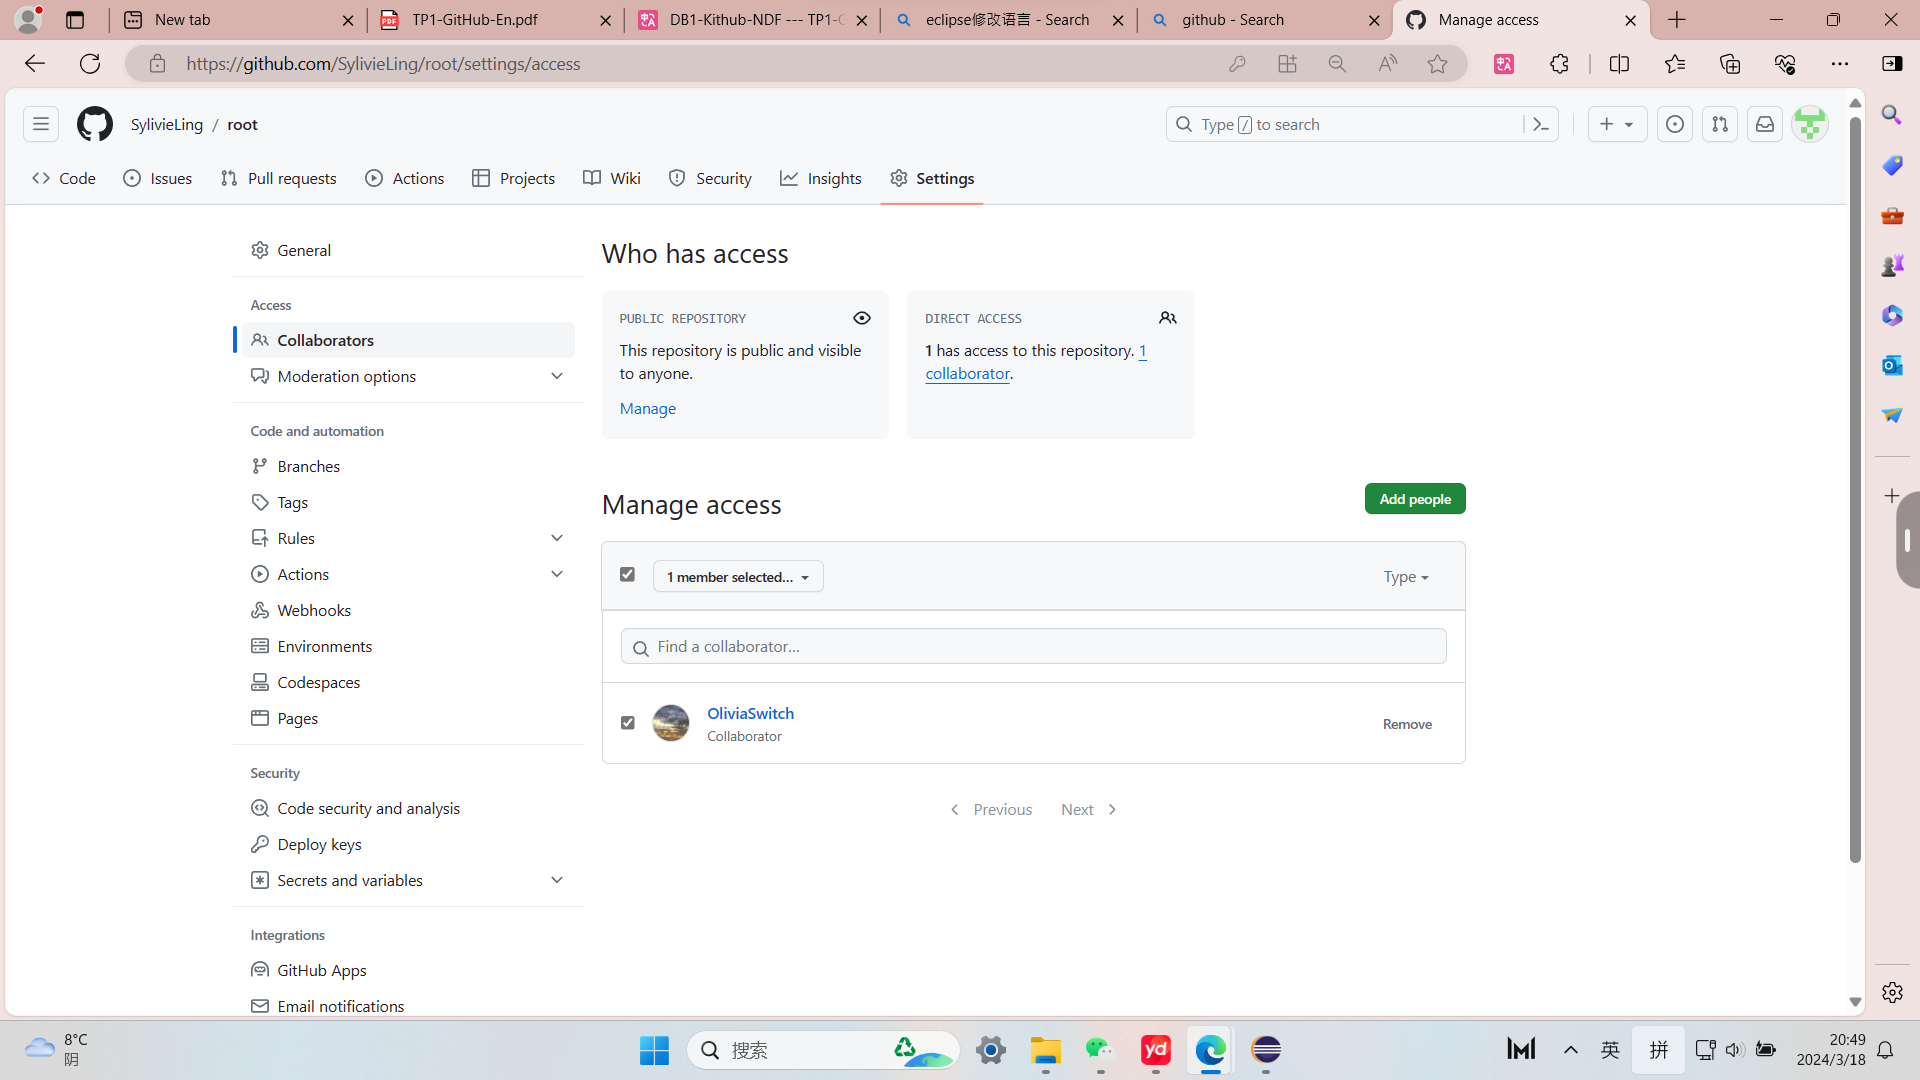 New tab
TP1-GitHub-En.pdf
DB1-Kithub-NDF --- TP1-G
eclipse修改语言 - Search
github - Search
Manage access
https://github.com/SylivieLing/root/settings/access
SylivieLing / root
Type / to search
Code
Issues
Pull requests
Actions
Projects
Wiki
Security
Insights
Settings
General
Access
Collaborators
Moderation options
Code and automation
Branches
Tags
Rules
Actions
Webhooks
Environments
Codespaces
Pages
Security
Code security and analysis
Deploy keys
Secrets and variables
Integrations
GitHub Apps
Email notifications
Who has access
PUBLIC REPOSITORY
This repository is public and visible
to anyone.
Manage
DIRECT ACCESS
1 has access to this repository. 1
collaborator.
Manage access
Add people
1 member selected...
Type
Find a collaborator...
OliviaSwitch
Collaborator
Remove
Previous
Next
8°C
阴
搜索
yd
英
拼
20:49
2024/3/18